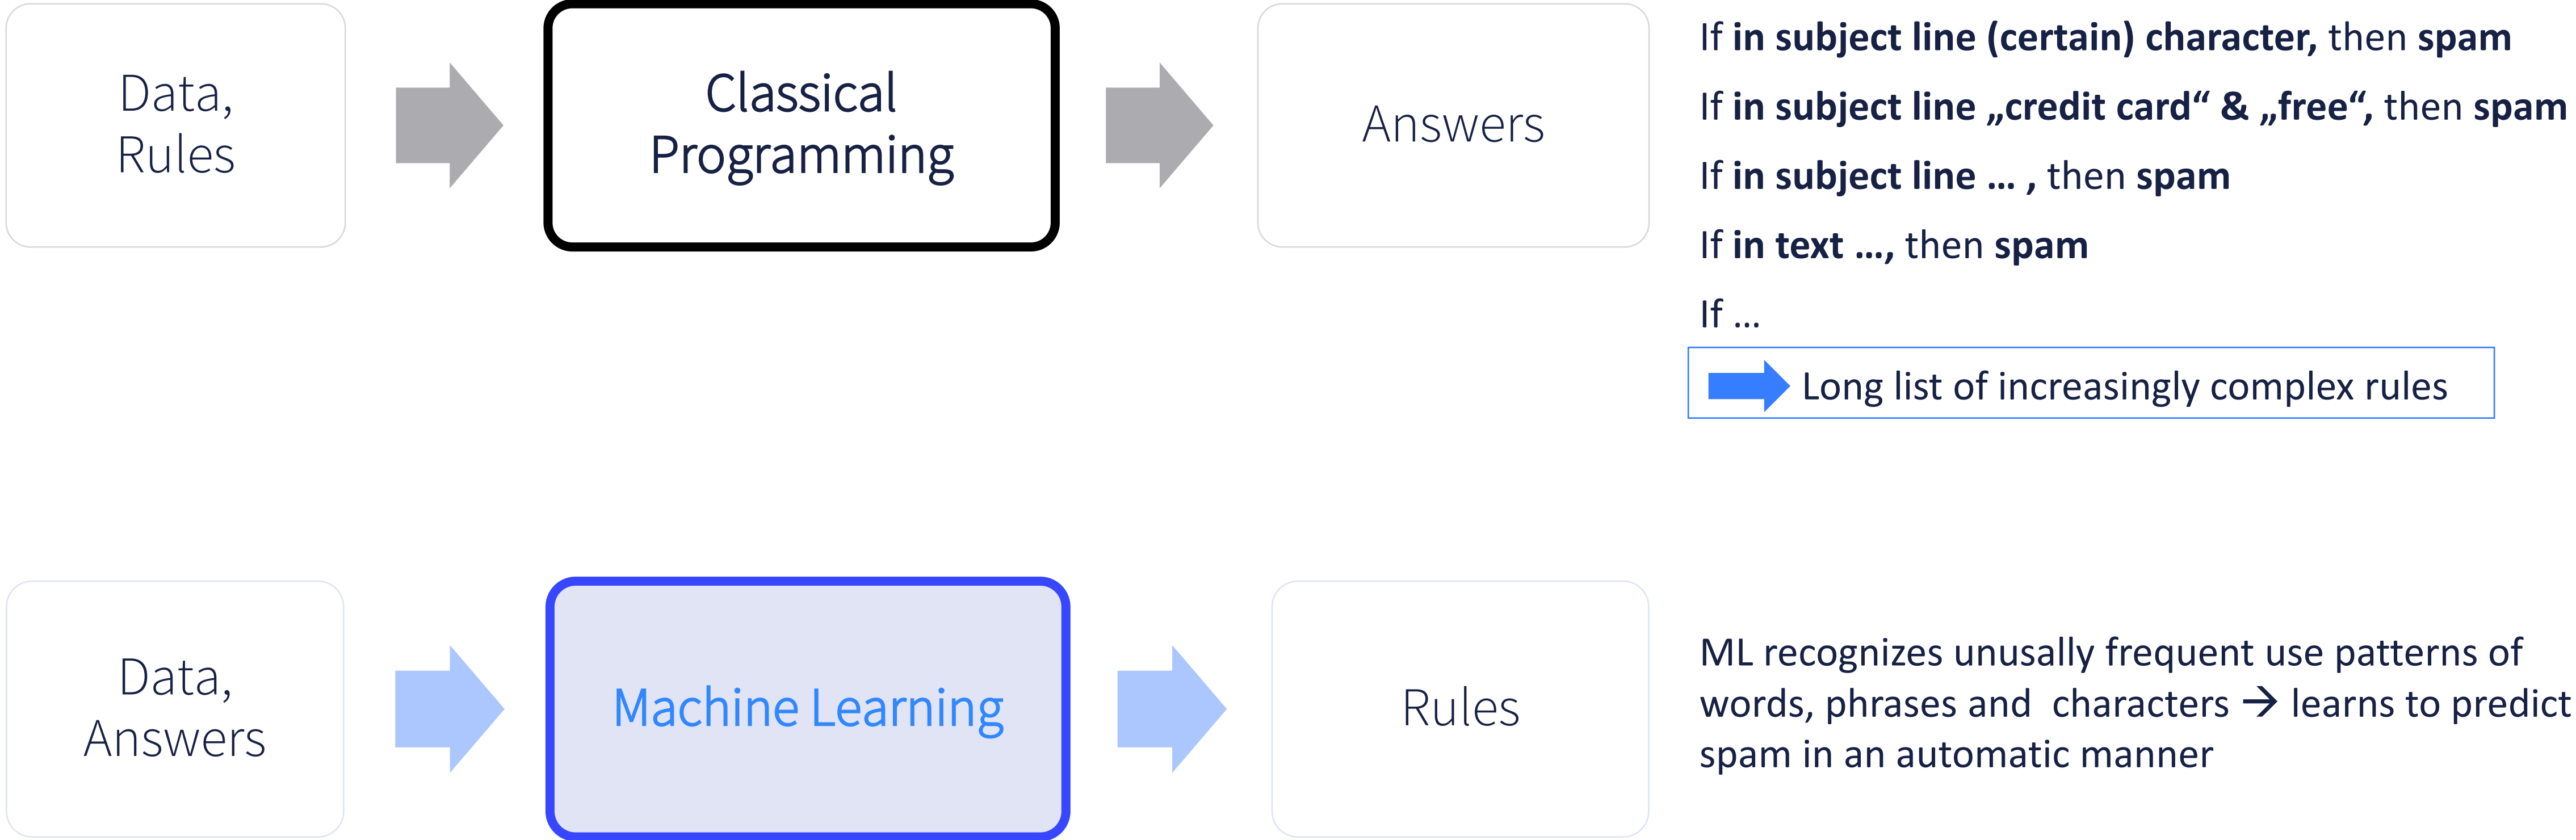 Data,
Rules
Classical
Programming
Answers
If in subject line (certain) character, then spam
If in subject line „credit card“ & „free“, then spam
If in subject line ... , then spam
If in text ..., then spam
If ...
Long list of increasingly complex rules
Data,
Answers
Machine Learning
Rules
ML recognizes unusally frequent use patterns of
words, phrases and characters → learns to predict
spam in an automatic manner